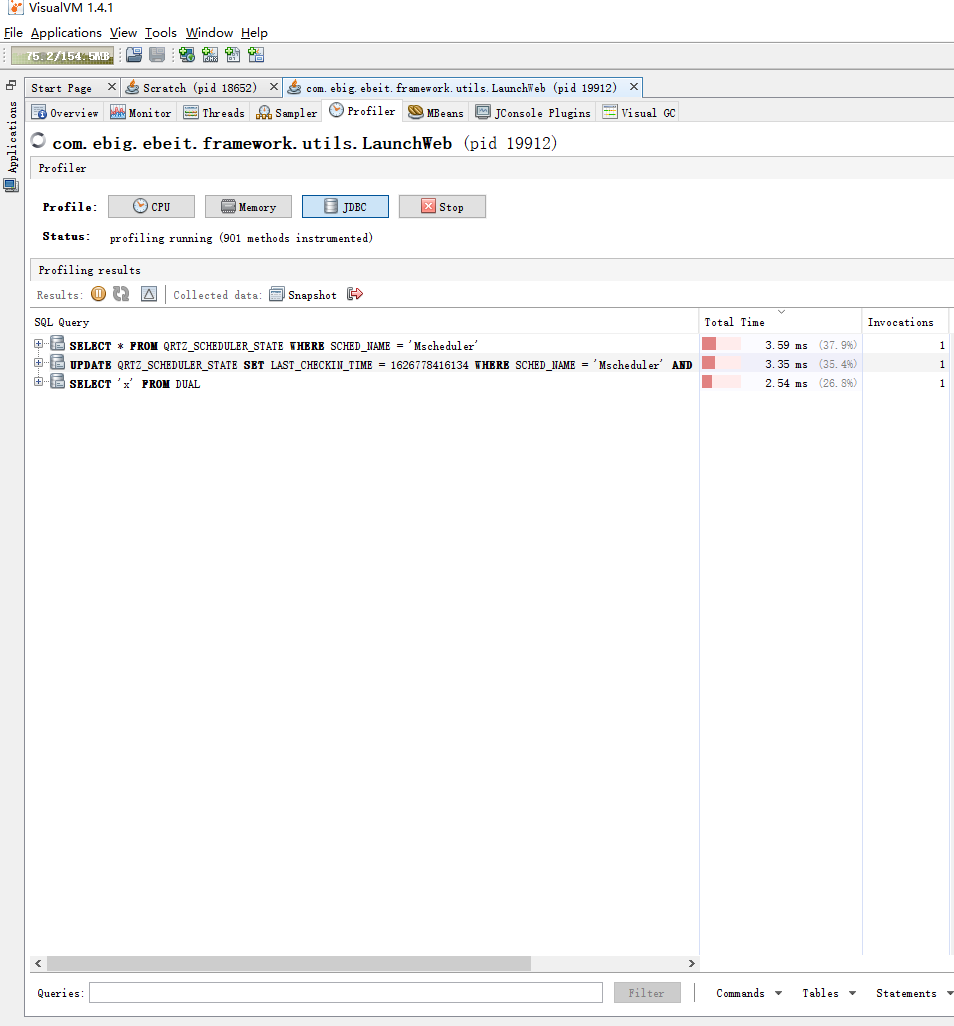 VisualVM 1.4.1
File Applications View Tools Window Help
75.2/154.5MB
Start Page Scratch (pid 18652) com.ebig.ebeit.framework.utils.LaunchWeb (pid 19912)
Applications
Overview Monitor Threads Sampler Profiler MBeans JConsole Plugins Visual GC
com.ebig.ebeit.framework.utils.LaunchWeb (pid 19912)
Profiler
Profile: CPU Memory JDBC Stop
Status: profiling running (901 methods instrumented)
Profiling results
Results: Collected data: Snapshot
SQL Query Total Time Invocations
SELECT * FROM QRTZ_SCHEDULER_STATE WHERE SCHED_NAME = 'Mscheduler' 3.59 ms (37.9%) 1
UPDATE QRTZ_SCHEDULER_STATE SET LAST_CHECKIN_TIME = 1626778416134 WHERE SCHED_NAME = 'Mscheduler' AND 3.35 ms (35.4%) 1
SELECT 'x' FROM DUAL 2.54 ms (26.8%) 1
Queries: Filter Commands Tables Statements